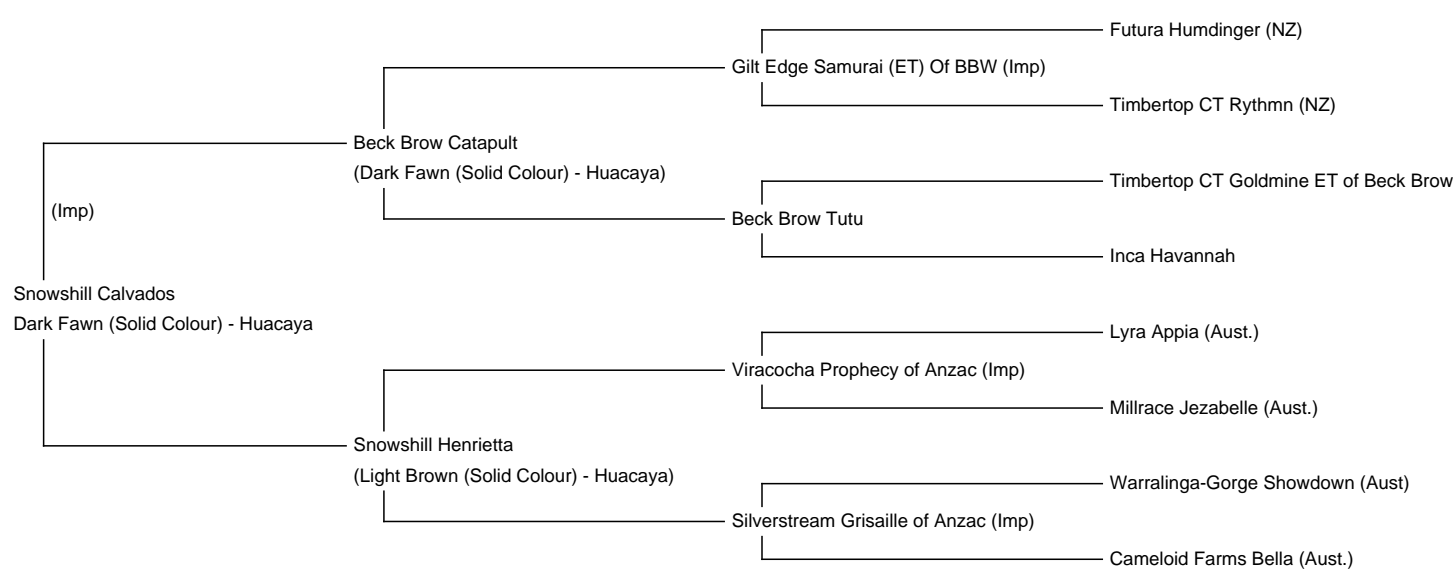 Futura Humdinger (NZ)
Gilt Edge Samurai (ET) Of BBW (Imp)
Timbertop CT Rythmn (NZ)
Beck Brow Catapult
(Dark Fawn (Solid Colour) - Huacaya)
Timbertop CT Goldmine ET of Beck Brow
(Imp)
Beck Brow Tutu
Inca Havannah
Snowshill Calvados
Dark Fawn (Solid Colour) - Huacaya
Lyra Appia (Aust.)
Viracocha Prophecy of Anzac (Imp)
Millrace Jezabelle (Aust.)
Snowshill Henrietta
(Light Brown (Solid Colour) - Huacaya)
Warralinga-Gorge Showdown (Aust)
Silverstream Grisaille of Anzac (Imp)
Cameloid Farms Bella (Aust.)